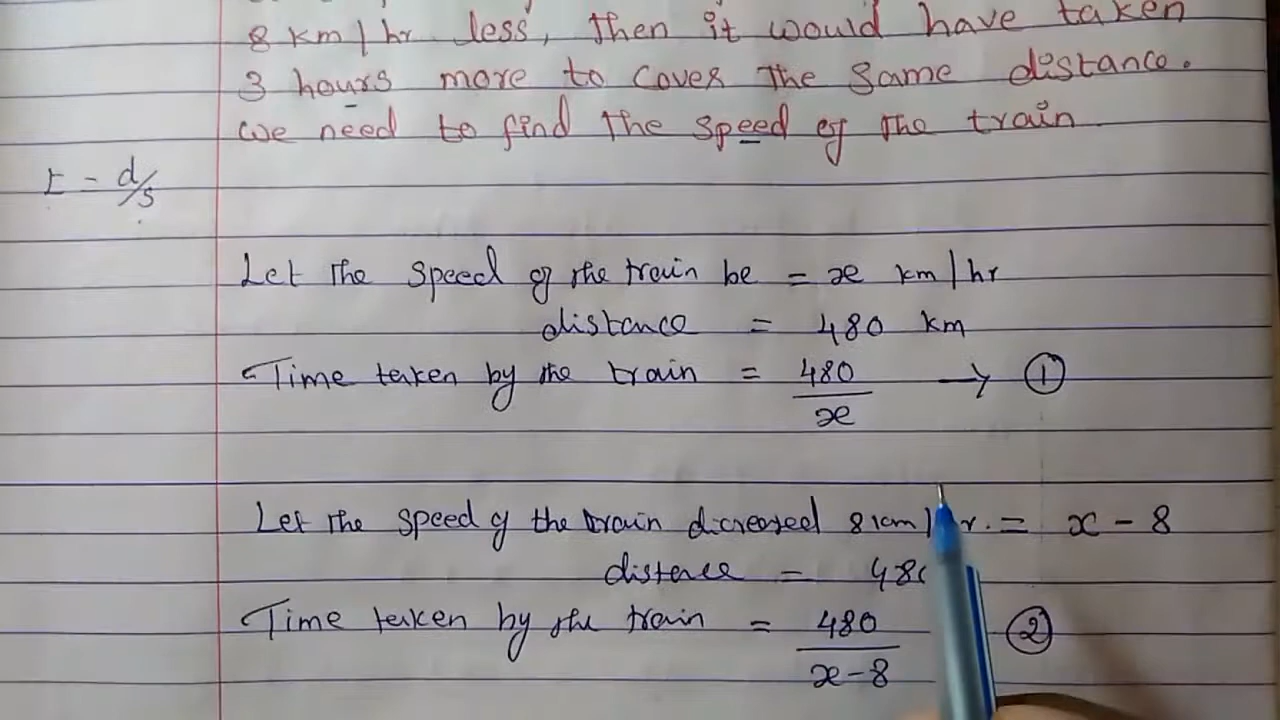 8 km/hr less, then it would have taken
3 hours more to cover the same distance.
we need to find the speed of the train
t - d/s
Let the speed of the train be = x km/hr
distance = 480 km
Time taken by the train = 480/x → ①
Let the speed of the train dicreased 8 km/hr. = x - 8
distance = 480
Time taken by the train = 480/x-8 ②